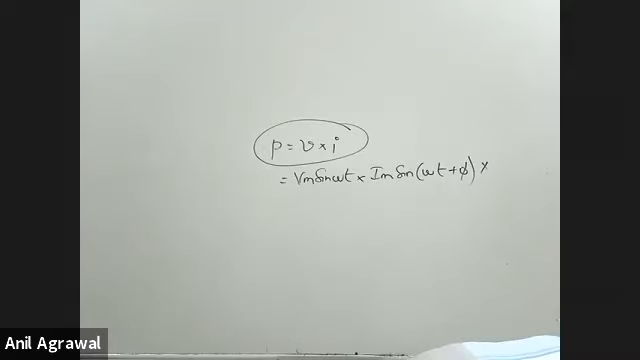 p = v × i
= Vm sin ωt × Im sin (ωt + ϕ) ×
Anil Agrawal